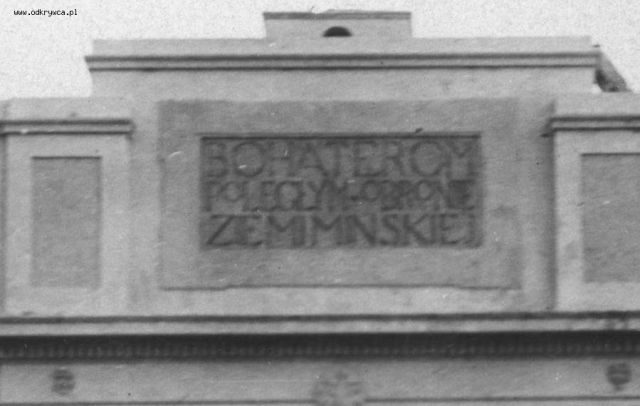 www.odkrywca.pl
BOHATEROM
POLEGŁYM W OBRONIE
ZIEMI MIŃSKIEJ